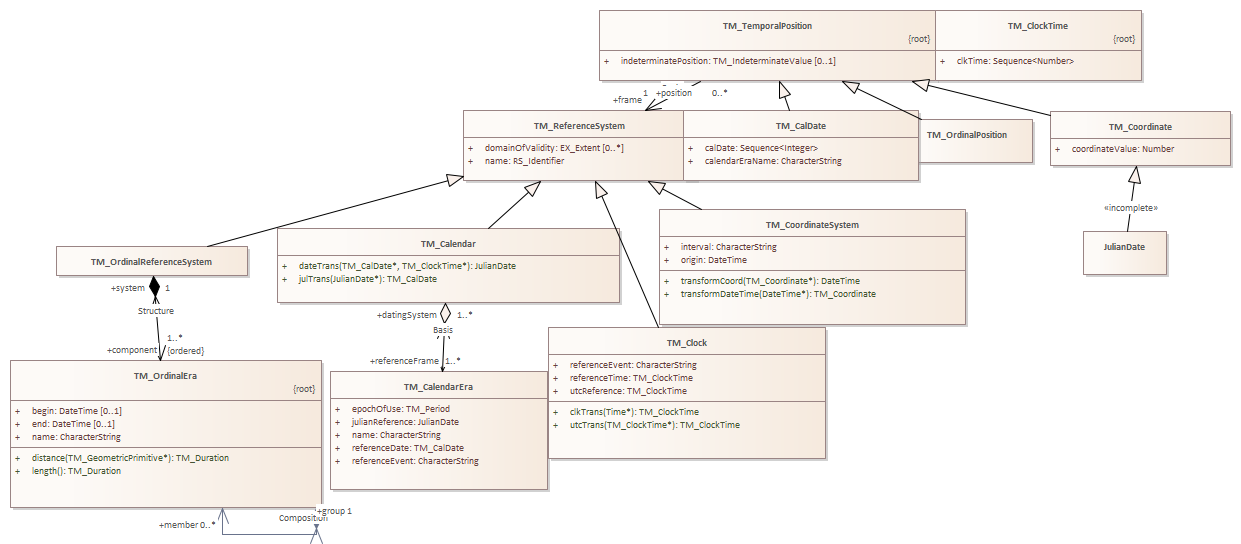 TM_TemporalPosition
{root}
+ indeterminatePosition: TM_IndeterminateValue [0..1]
TM_ClockTime
{root}
+ clkTime: Sequence<Number>
1 +position 0..*
+frame
TM_ReferenceSystem
+ domainOfValidity: EX_Extent [0..*]
+ name: RS_Identifier
TM_CalDate
+ calDate: Sequence<Integer>
+ calendarEraName: CharacterString
TM_OrdinalPosition
TM_Coordinate
+ coordinateValue: Number
«incomplete»
JulianDate
TM_OrdinalReferenceSystem
TM_Calendar
+ dateTrans(TM_CalDate*, TM_ClockTime*): JulianDate
+ julTrans(JulianDate*): TM_CalDate
TM_CoordinateSystem
+ interval: CharacterString
+ origin: DateTime
+ transformCoord(TM_Coordinate*): DateTime
+ transformDateTime(DateTime*): TM_Coordinate
+system 1
Structure
1..*
+component {ordered}
+datingSystem 1..*
Basis
+referenceFrame 1..*
TM_Clock
+ referenceEvent: CharacterString
+ referenceTime: TM_ClockTime
+ utcReference: TM_ClockTime
+ clkTrans(Time*): TM_ClockTime
+ utcTrans(TM_ClockTime*): TM_ClockTime
TM_OrdinalEra
{root}
+ begin: DateTime [0..1]
+ end: DateTime [0..1]
+ name: CharacterString
+ distance(TM_GeometricPrimitive*): TM_Duration
+ length(): TM_Duration
TM_CalendarEra
+ epochOfUse: TM_Period
+ julianReference: JulianDate
+ name: CharacterString
+ referenceDate: TM_CalDate
+ referenceEvent: CharacterString
+group 1
Composition
+member 0..*